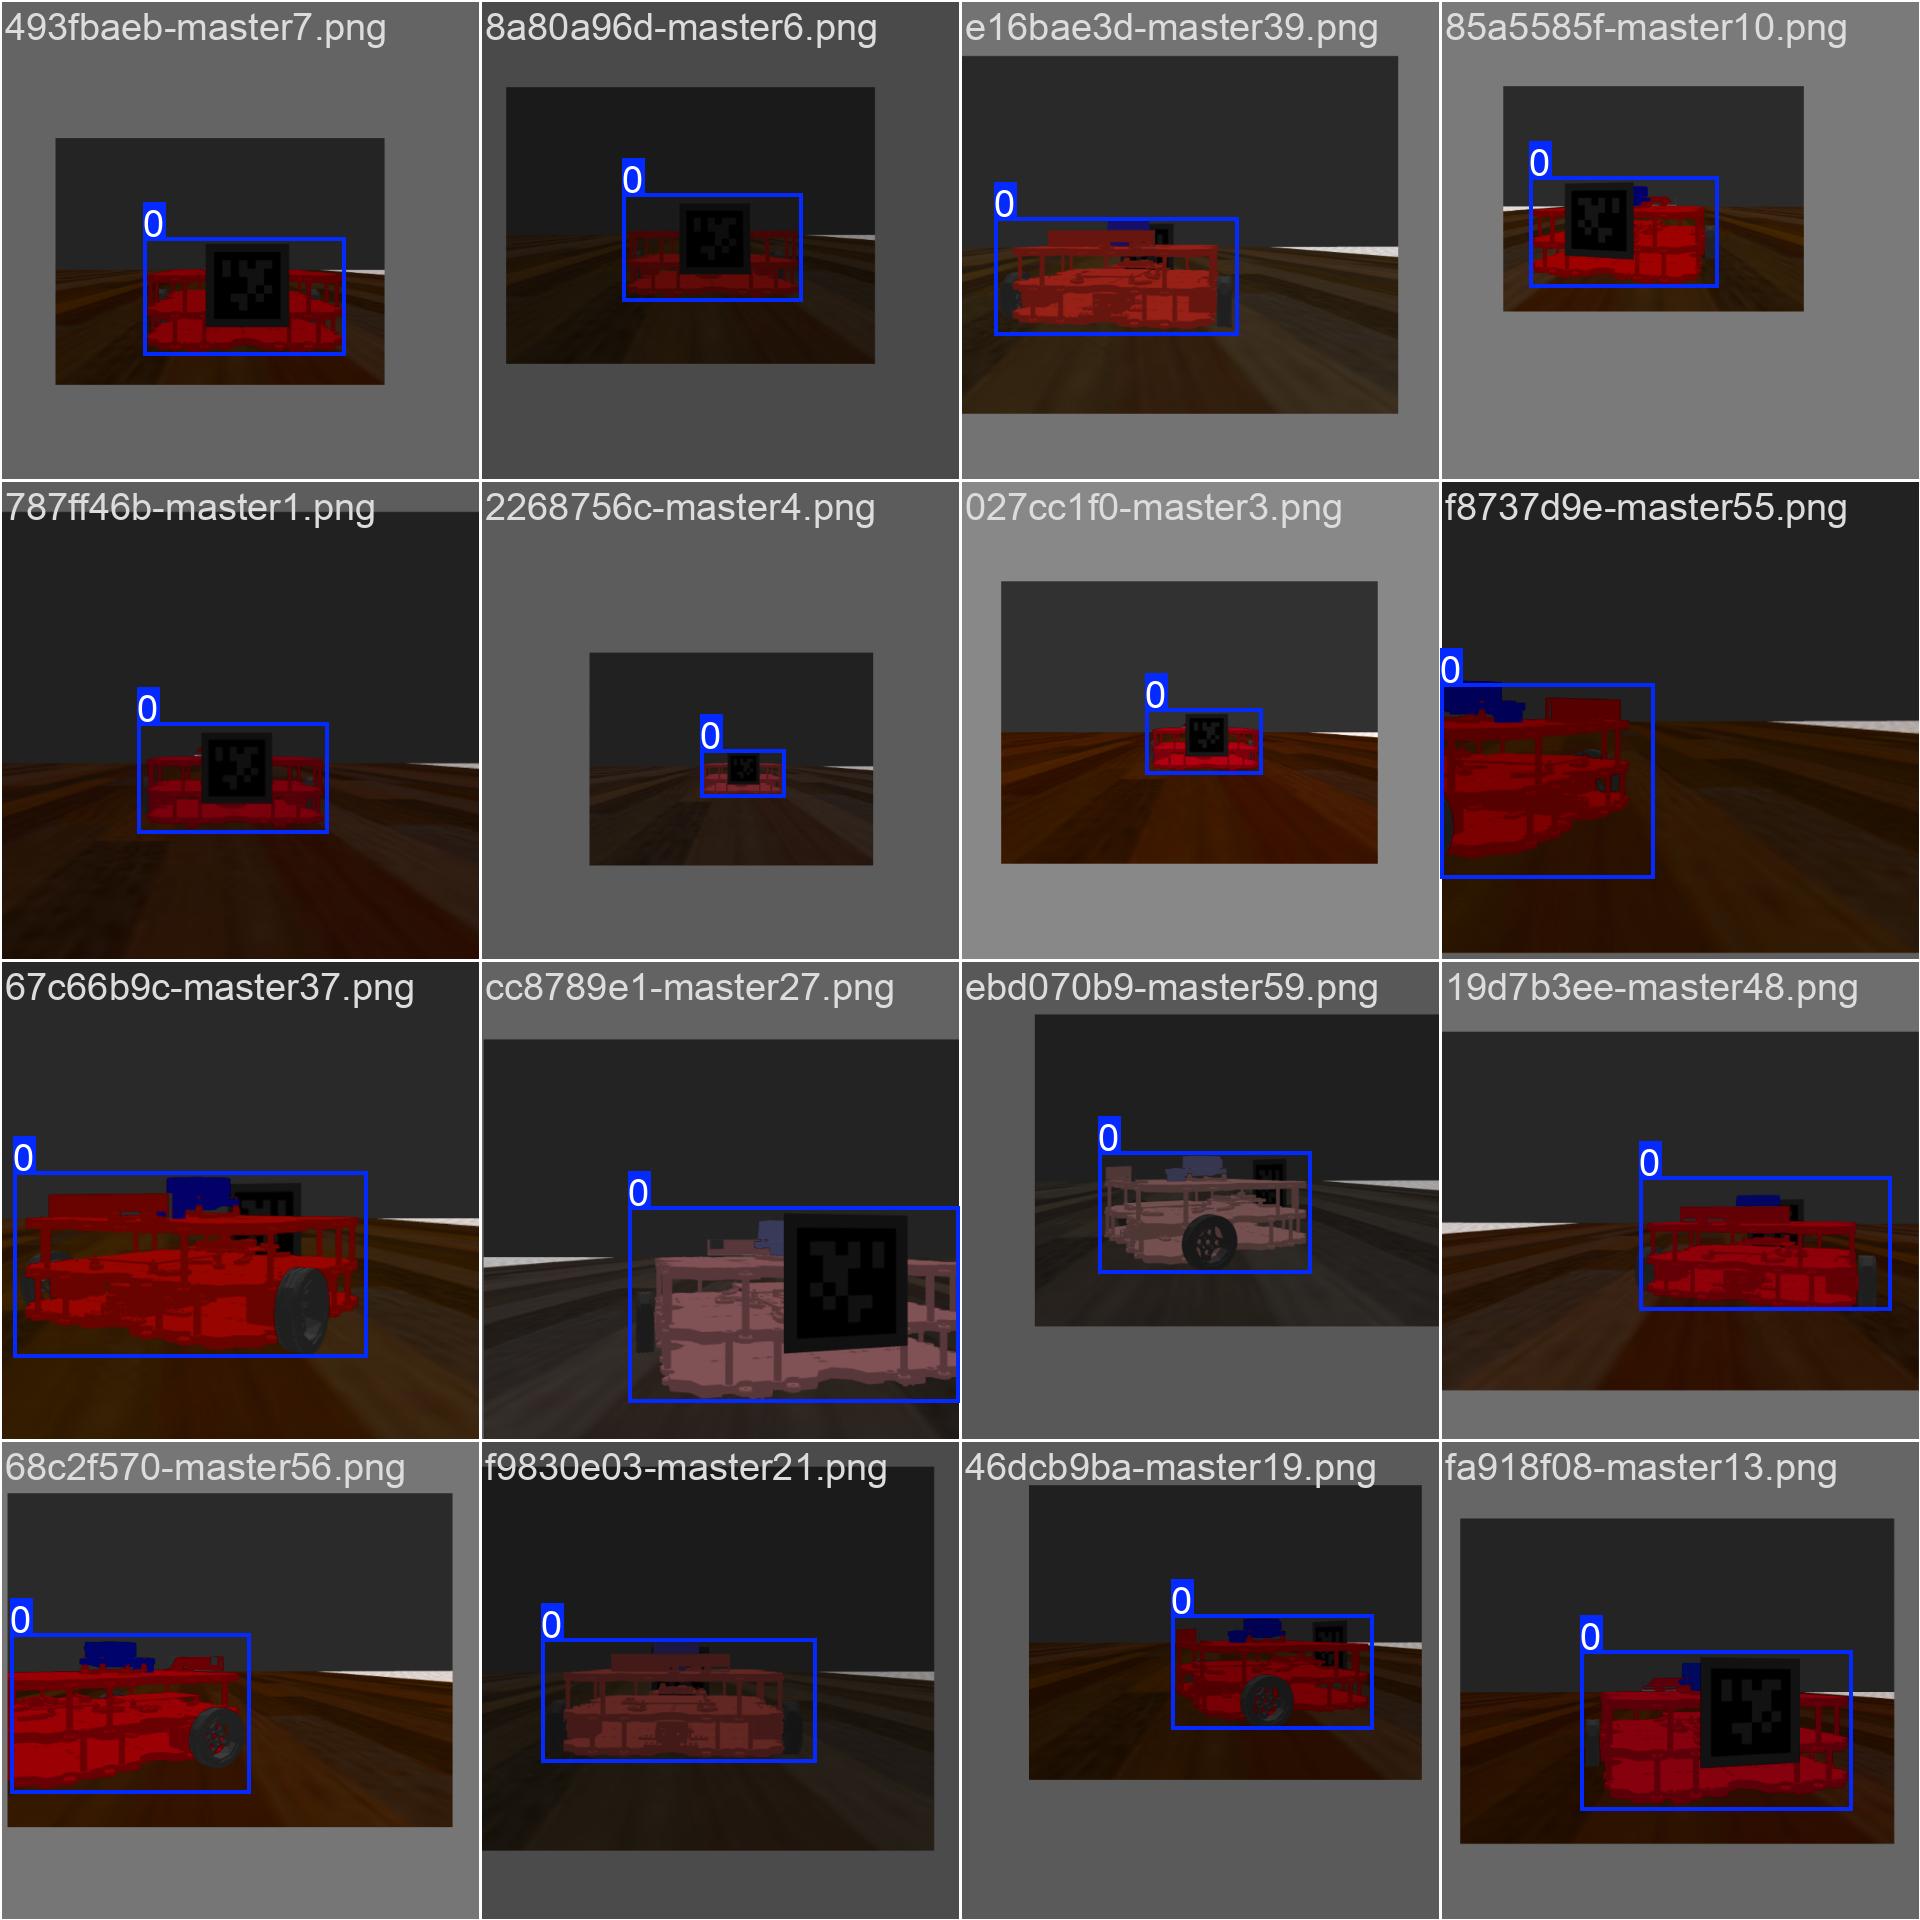 493fbaeb-master7.png
8a80a96d-master6.png
e16bae3d-master39.png
85a5585f-master10.png
0
0
0
0
787ff46b-master1.png
2268756c-master4.png
027cc1f0-master3.png
f8737d9e-master55.png
0
0
0
0
67c66b9c-master37.png
cc8789e1-master27.png
ebd070b9-master59.png
19d7b3ee-master48.png
0
0
0
0
68c2f570-master56.png
f9830e03-master21.png
46dcb9ba-master19.png
fa918f08-master13.png
0
0
0
0